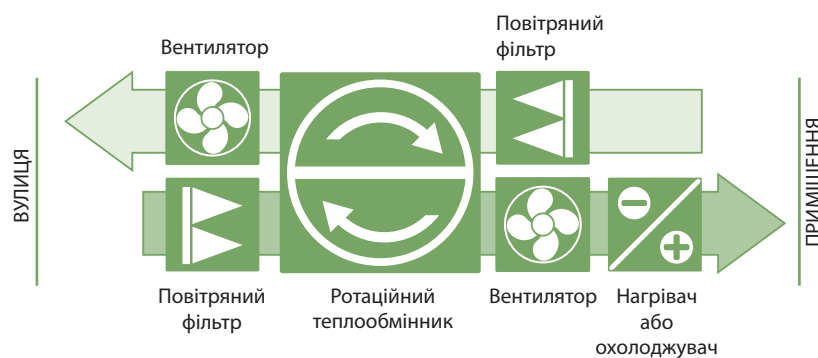 Вентилятор
Повітряний
фільтр
ВУЛИЦЯ
ПРИМІЩЕННЯ
Повітряний
фільтр
Ротаційний
теплообмінник
Вентилятор
Нагрівач
або
охолоджувач